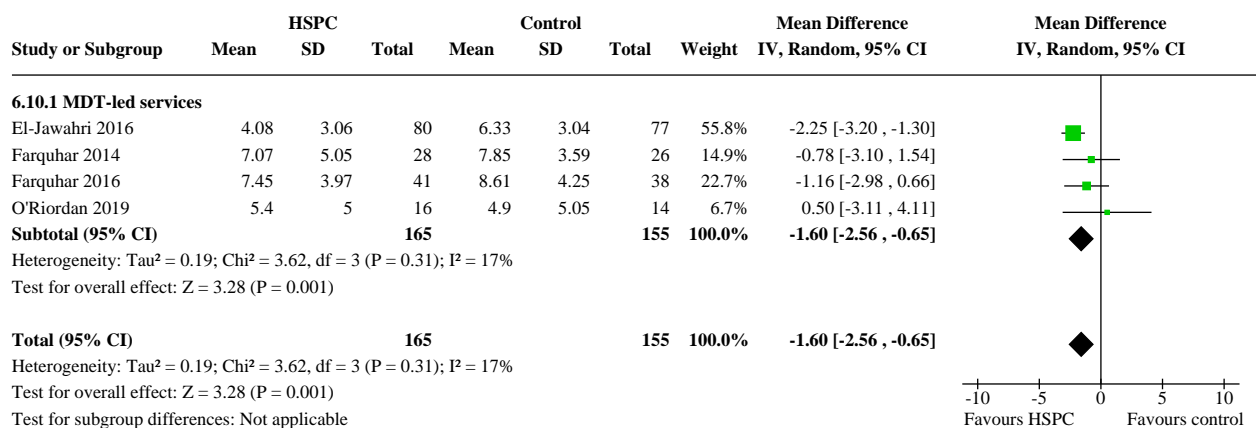 HSPC Control Mean Difference Mean Difference
Study or Subgroup Mean SD Total Mean SD Total Weight IV, Random, 95% CI IV, Random, 95% CI
6.10.1 MDT-led services
El-Jawahri 2016 4.08 3.06 80 6.33 3.04 77 55.8% -2.25 [-3.20 , -1.30]
Farquhar 2014 7.07 5.05 28 7.85 3.59 26 14.9% -0.78 [-3.10 , 1.54]
Farquhar 2016 7.45 3.97 41 8.61 4.25 38 22.7% -1.16 [-2.98 , 0.66]
O'Riordan 2019 5.4 5 16 4.9 5.05 14 6.7% 0.50 [-3.11 , 4.11]
Subtotal (95% CI) 165 155 100.0% -1.60 [-2.56 , -0.65]
Heterogeneity: Tau² = 0.19; Chi² = 3.62, df = 3 (P = 0.31); I² = 17%
Test for overall effect: Z = 3.28 (P = 0.001)
Total (95% CI) 165 155 100.0% -1.60 [-2.56 , -0.65]
Heterogeneity: Tau² = 0.19; Chi² = 3.62, df = 3 (P = 0.31); I² = 17%
Test for overall effect: Z = 3.28 (P = 0.001)
-10 -5 0 5 10
Test for subgroup differences: Not applicable
Favours HSPC Favours control